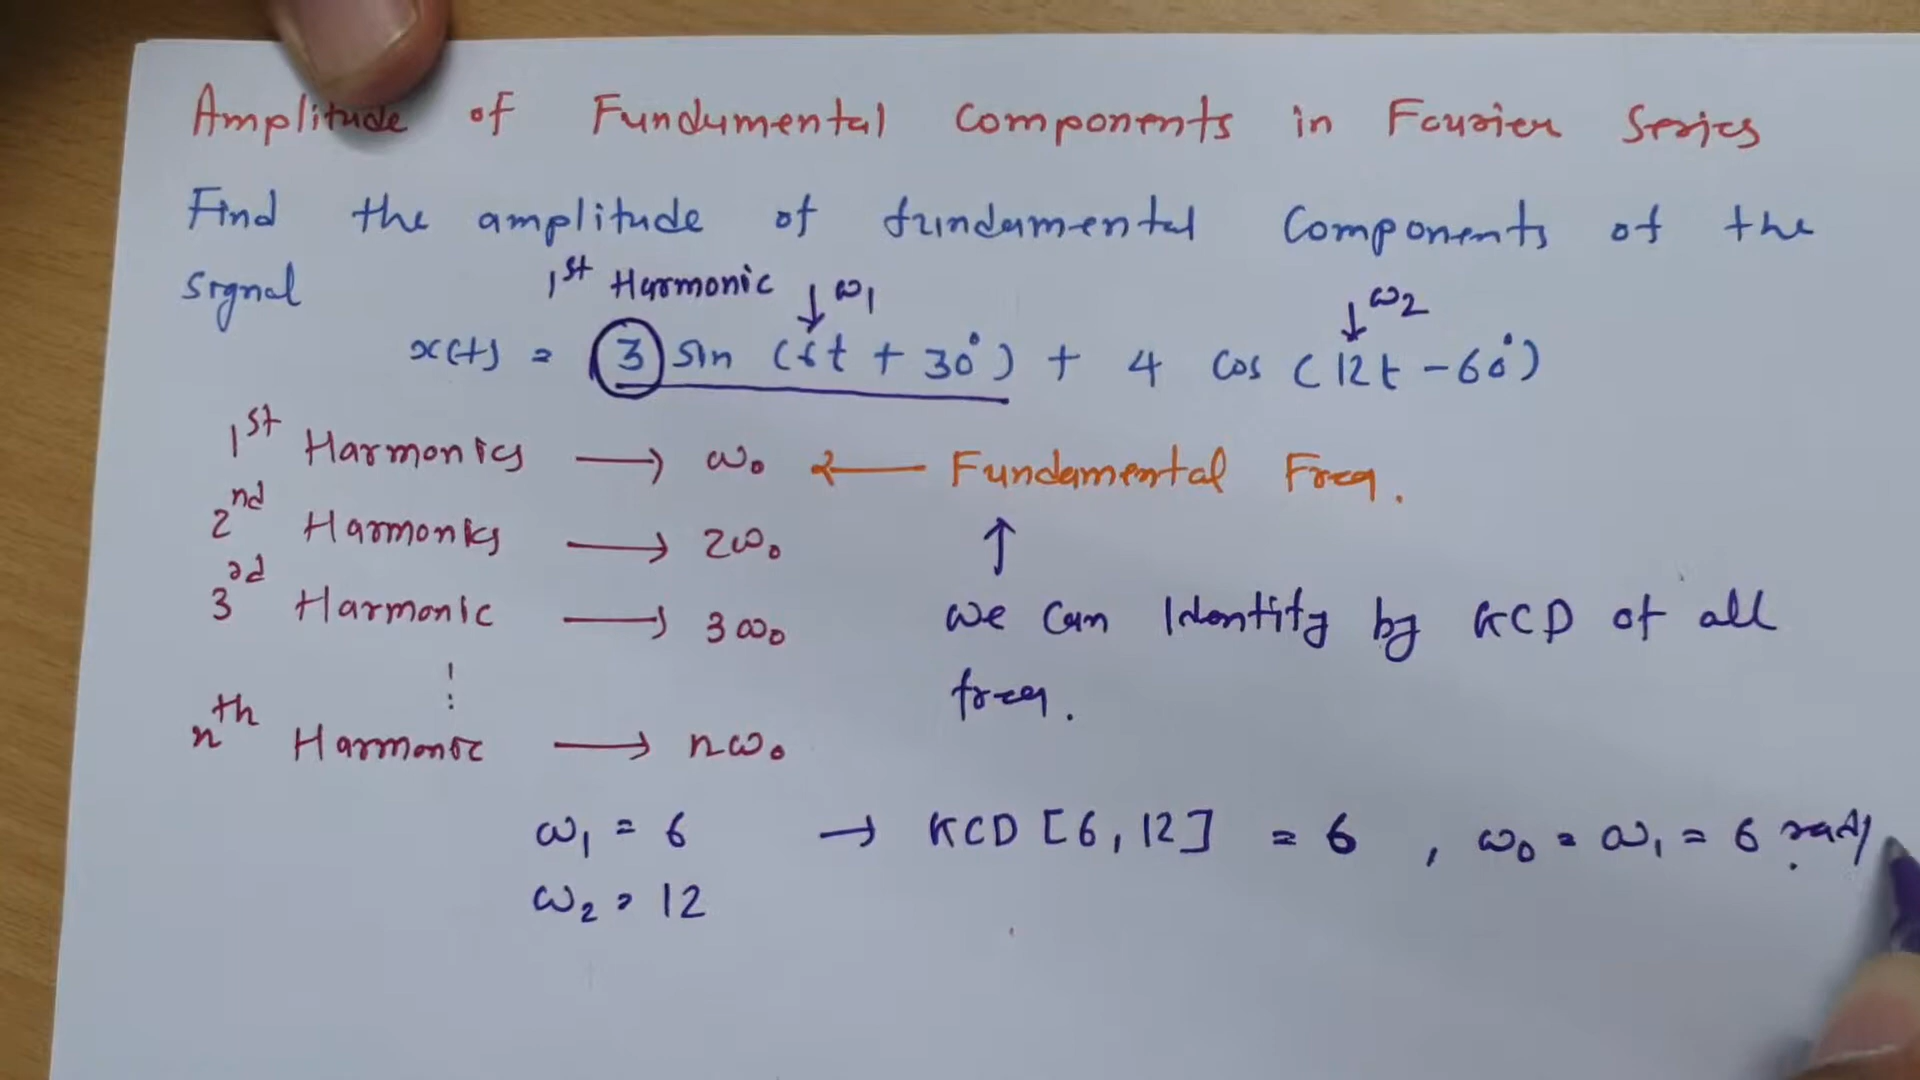 Amplitude of Fundumental Components in Fourier Series
Find the amplitude of fundamental Components of the
signal
1st Harmonic ↓ ω1 ↓ ω2
x(t) = 3 sin (6t + 30°) + 4 cos (12t - 60°)
1st Harmonics → ω0 ← Fundamental Freq.
2nd Harmonics → 2ω0 ↑
3rd Harmonic → 3ω0 we can Identify by GCD of all
freq.
nth Harmonic → nω0
ω1 = 6 → GCD [6, 12] = 6 , ω0 = ω1 = 6 rad/
ω2 = 12